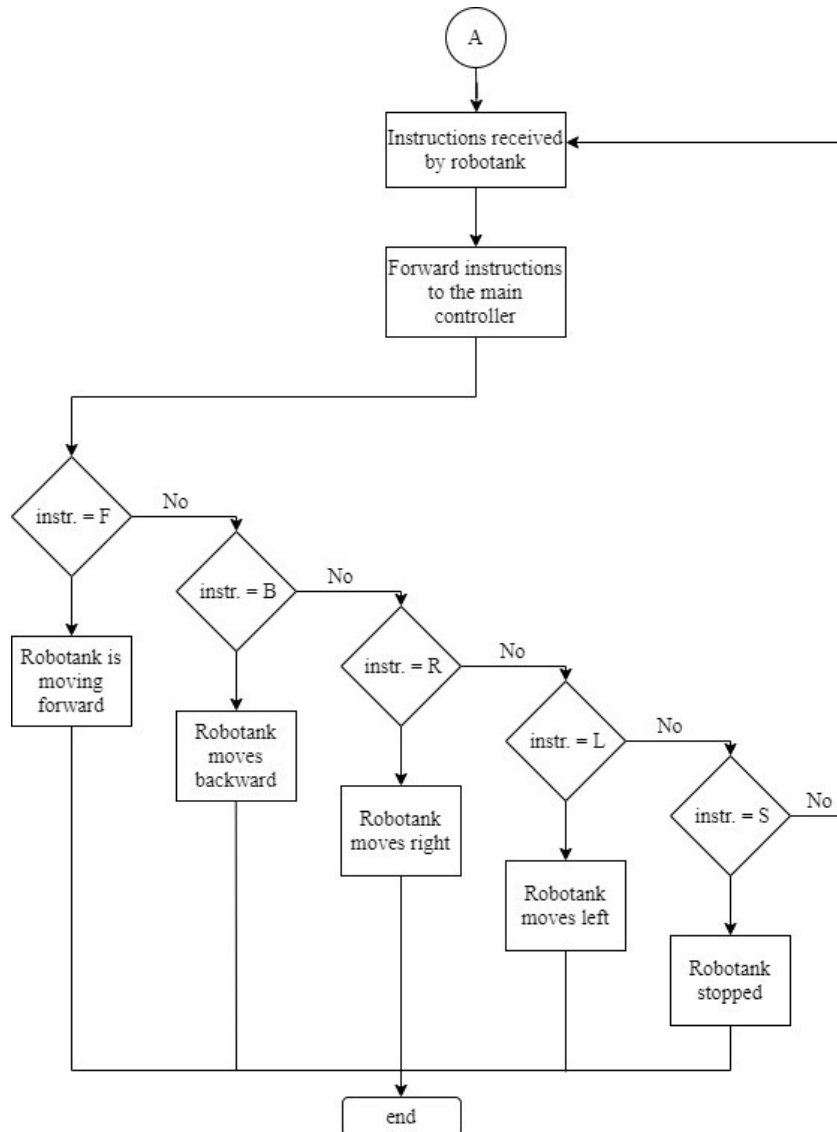 A
Instructions received
by robotank
Forward instructions
to the main
controller
instr. = F
No
instr. = B
No
Robotank is
moving
forward
instr. = R
No
Robotank
moves
backward
instr. = L
No
Robotank
moves right
instr. = S
No
Robotank
moves left
Robotank
stopped
end